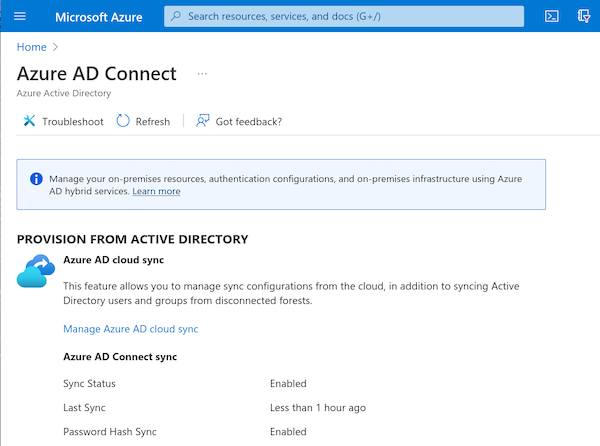 Microsoft Azure
Search resources, services, and docs (G+/)
Home
Azure AD Connect
Azure Active Directory
Troubleshoot
Refresh
Got feedback?
Manage your on-premises resources, authentication configurations, and on-premises infrastructure using Azure
AD hybrid services. Learn more
PROVISION FROM ACTIVE DIRECTORY
Azure AD cloud sync
This feature allows you to manage sync configurations from the cloud, in addition to syncing Active
Directory users and groups from disconnected forests.
Manage Azure AD cloud sync
Azure AD Connect sync
Sync Status Enabled
Last Sync Less than 1 hour ago
Password Hash Sync Enabled